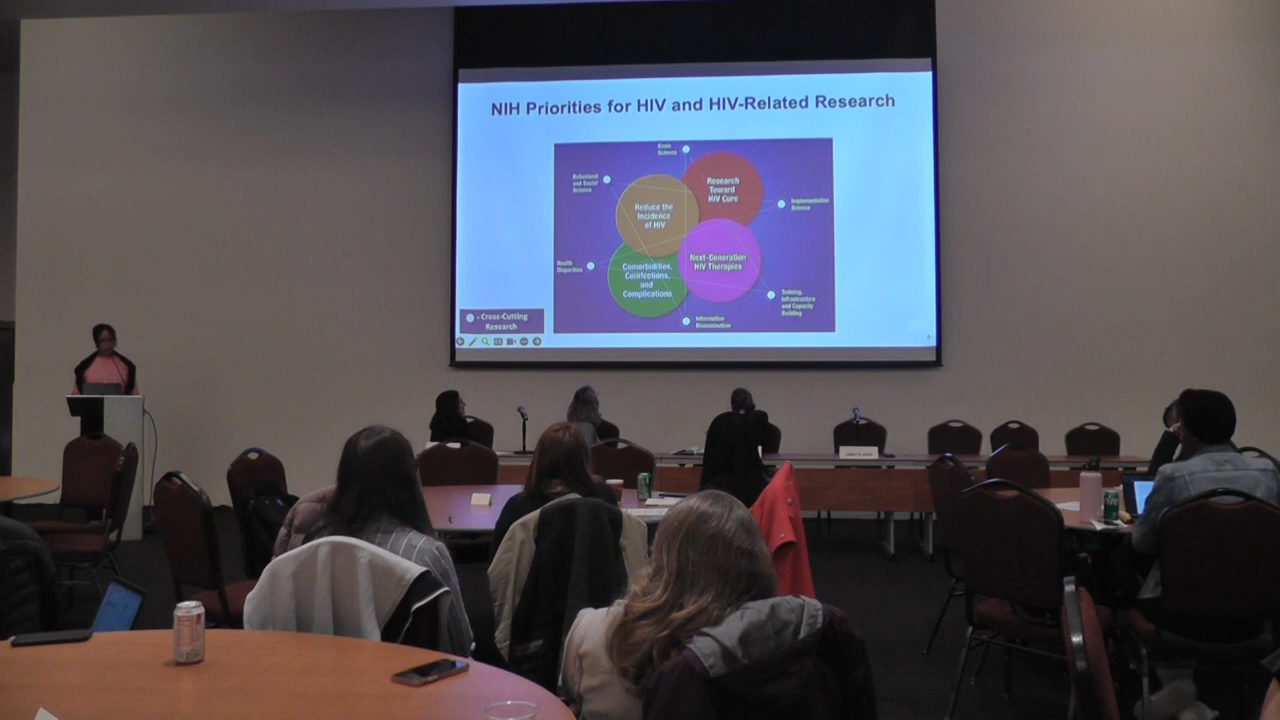 NIH Priorities for HIV and HIV-Related Research
Basic
Science
Behavioral
and Social
Science
Research
Toward
HIV Cure
Implementation
Science
Reduce the
Incidence
of HIV
Health
Disparities
Comorbidities,
Coinfections,
and
Complications
Next-Generation
HIV Therapies
Training,
Infrastructure
and Capacity
Building
Information
Dissemination
- Cross-Cutting
Research